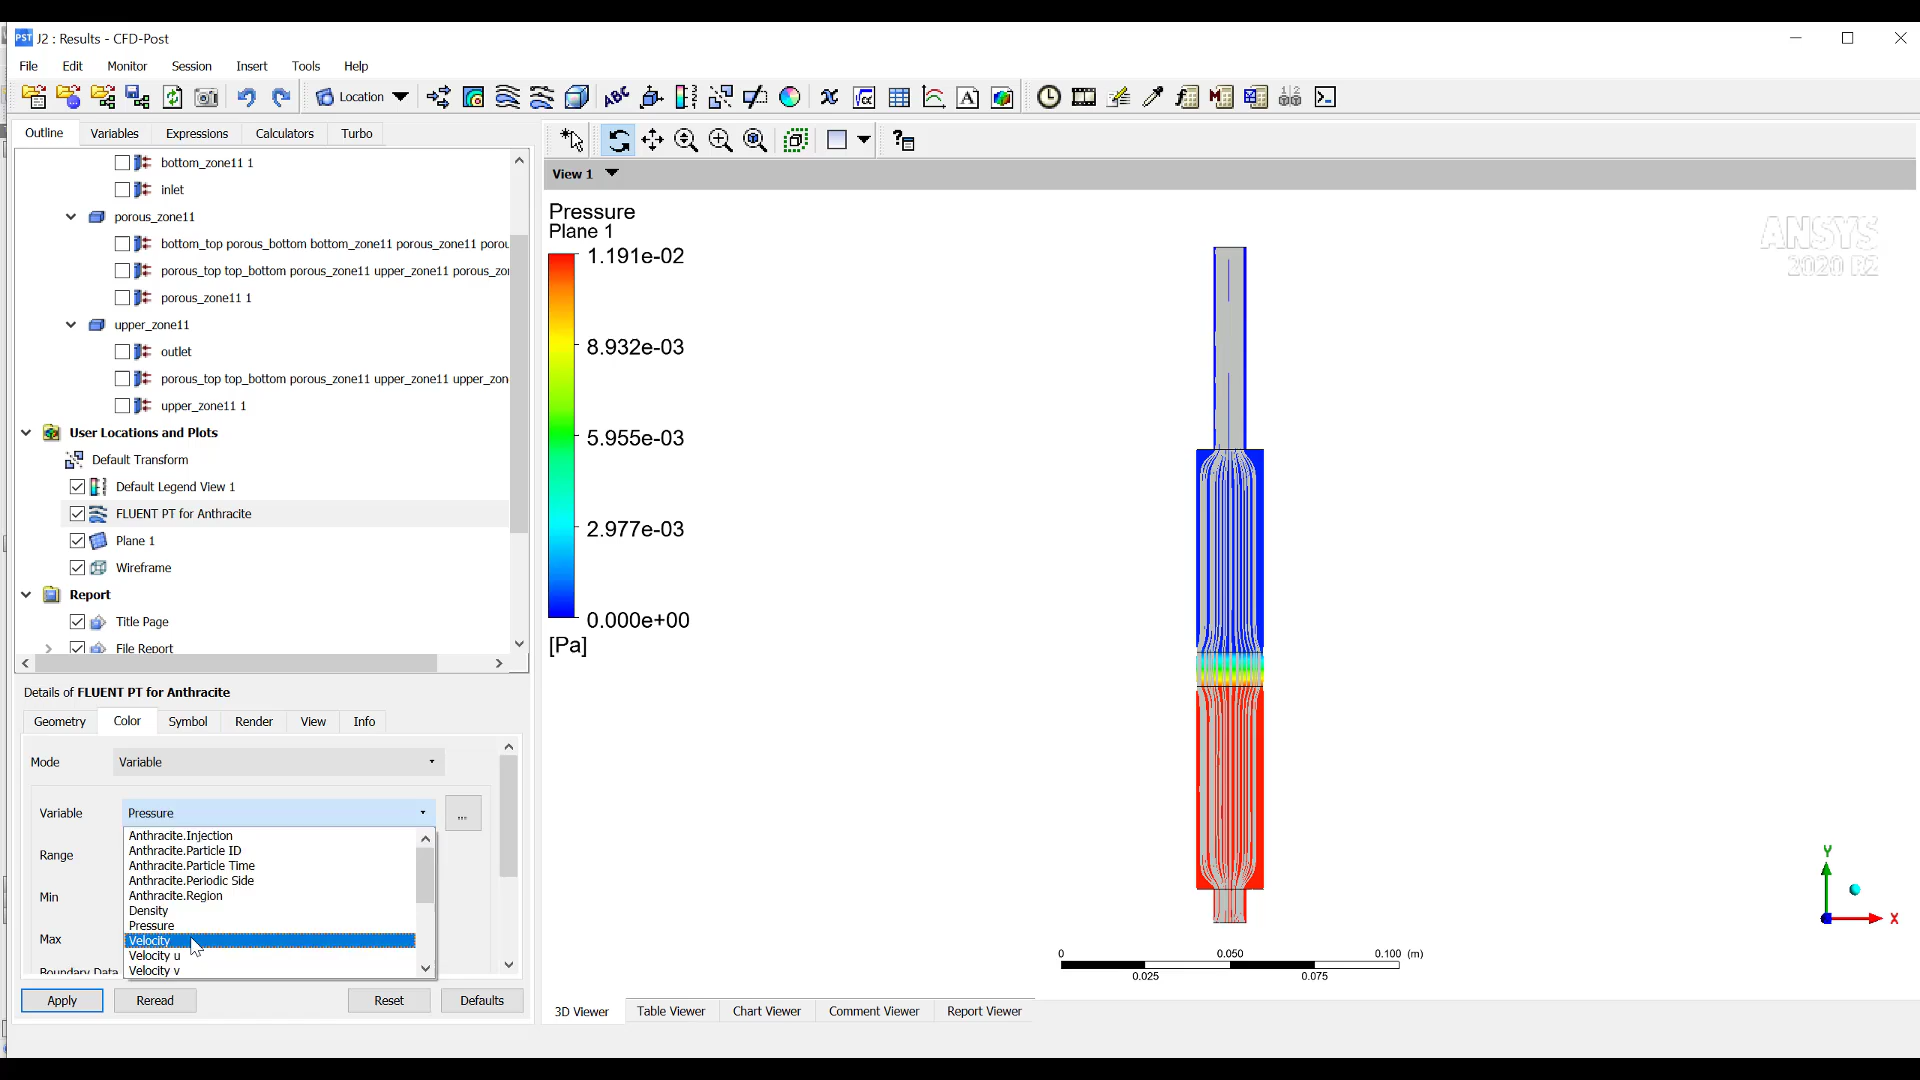 J2 : Results - CFD-Post
File Edit Monitor Session Insert Tools Help
Location
Outline Variables Expressions Calculators Turbo
bottom_zone11 1
inlet
porous_zone11
bottom_top porous_bottom bottom_zone11 porous_zone11 porou
porous_top top_bottom porous_zone11 upper_zone11 porous_zo
porous_zone11 1
upper_zone11
outlet
porous_top top_bottom porous_zone11 upper_zone11 upper_zon
upper_zone11 1
User Locations and Plots
Default Transform
Default Legend View 1
FLUENT PT for Anthracite
Plane 1
Wireframe
Report
Title Page
File Report
Details of FLUENT PT for Anthracite
Geometry Color Symbol Render View Info
Mode Variable
Variable Pressure ...
Range
Min
Max
Boundary Data
Anthracite.Injection
Anthracite.Particle ID
Anthracite.Particle Time
Anthracite.Periodic Side
Anthracite.Region
Density
Pressure
Velocity
Velocity u
Velocity v
Apply Reread Reset Defaults
View 1
Pressure
Plane 1
1.191e-02
8.932e-03
5.955e-03
2.977e-03
0.000e+00
[Pa]
ANSYS
2020 R2
Y
X
0 0.050 0.100 (m)
0.025 0.075
3D Viewer Table Viewer Chart Viewer Comment Viewer Report Viewer